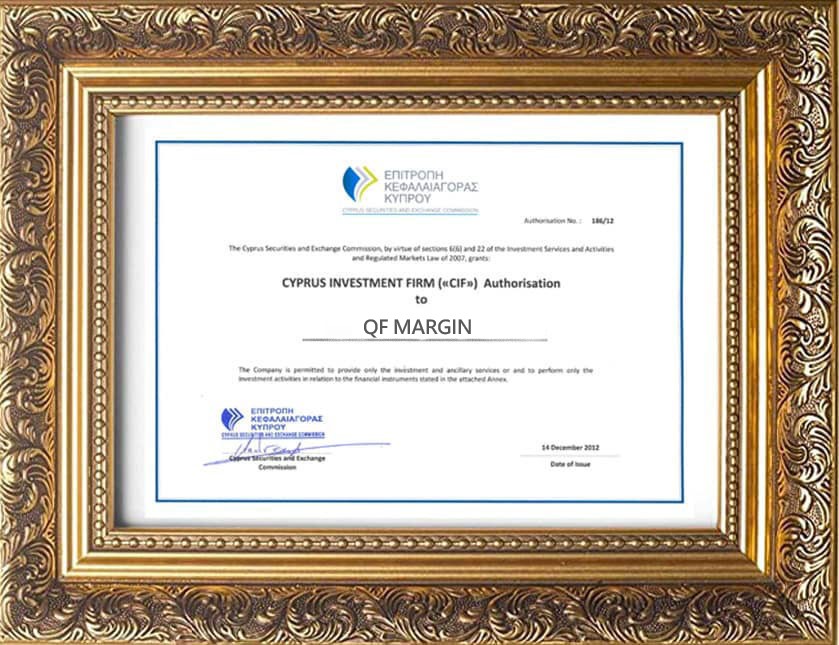 ΕΠΙΤΡΟΠΗ
ΚΕΦΑΛΑΙΑΓΟΡΑΣ
ΚΥΠΡΟΥ
CYPRUS SECURITIES AND EXCHANGE COMMISSION
Authorisation No. : 186/12
The Cyprus Securities and Exchange Commission, by virtue of sections 6(6) and 22 of the Investment Services and Activities
and Regulated Markets Law of 2007, grants:
CYPRUS INVESTMENT FIRM («CIF») Authorisation
to
QF MARGIN
The Company is permitted to provide only the investment and ancillary services or and to perform only the
investment activities in relation to the financial instruments stated in the attached Annex.
ΕΠΙΤΡΟΠΗ
ΚΕΦΑΛΑΙΑΓΟΡΑΣ
ΚΥΠΡΟΥ
CYPRUS SECURITIES AND EXCHANGE COMMISSION
Cyprus Securities and Exchange
Commission
14 December 2012
Date of Issue